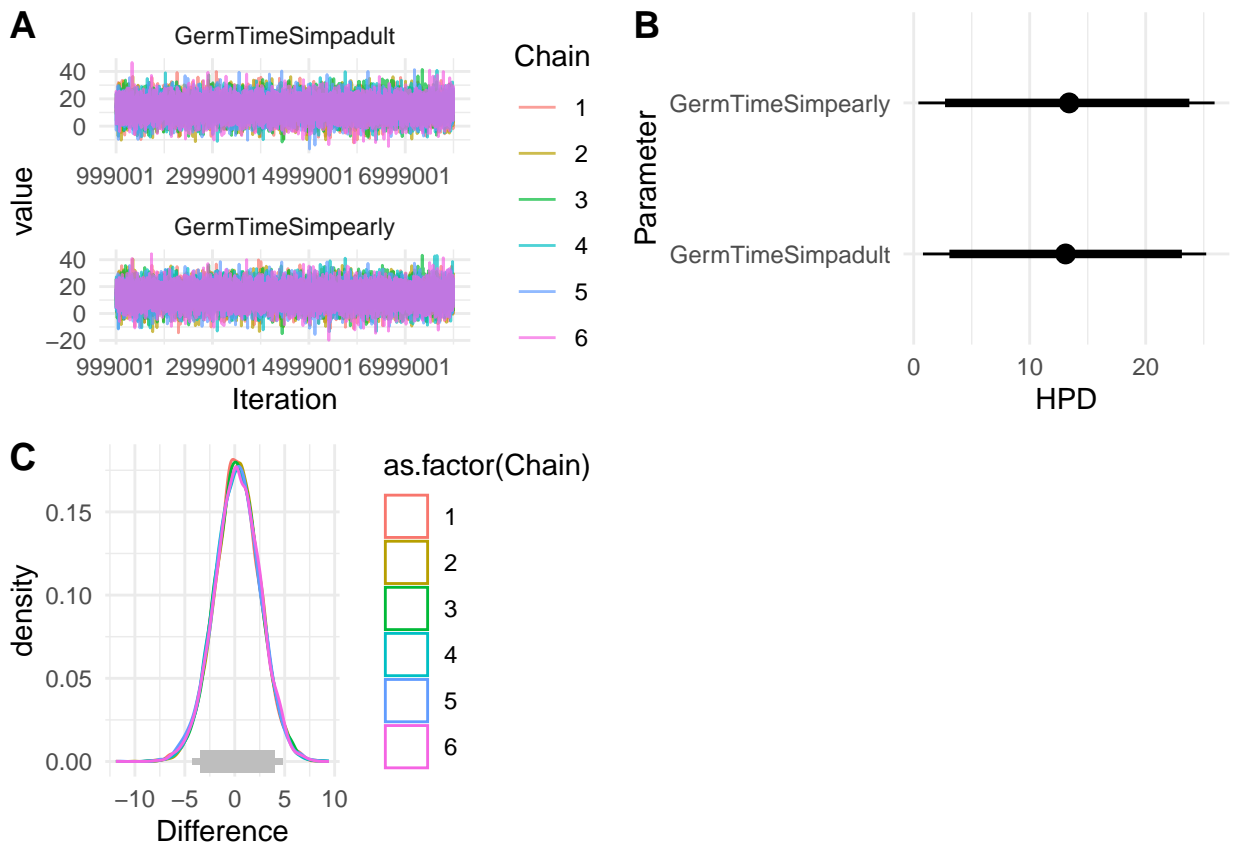 A
GermTimeSimpadult
40
20
0
999001 2999001 4999001 6999001
GermTimeSimpearly
40
20
0
−20
999001 2999001 4999001 6999001
value
Iteration
Chain
1
2
3
4
5
6
B
GermTimeSimpearly
GermTimeSimpadult
Parameter
0 10 20
HPD
C
0.15
0.10
0.05
0.00
density
−10 −5 0 5 10
Difference
as.factor(Chain)
1
2
3
4
5
6